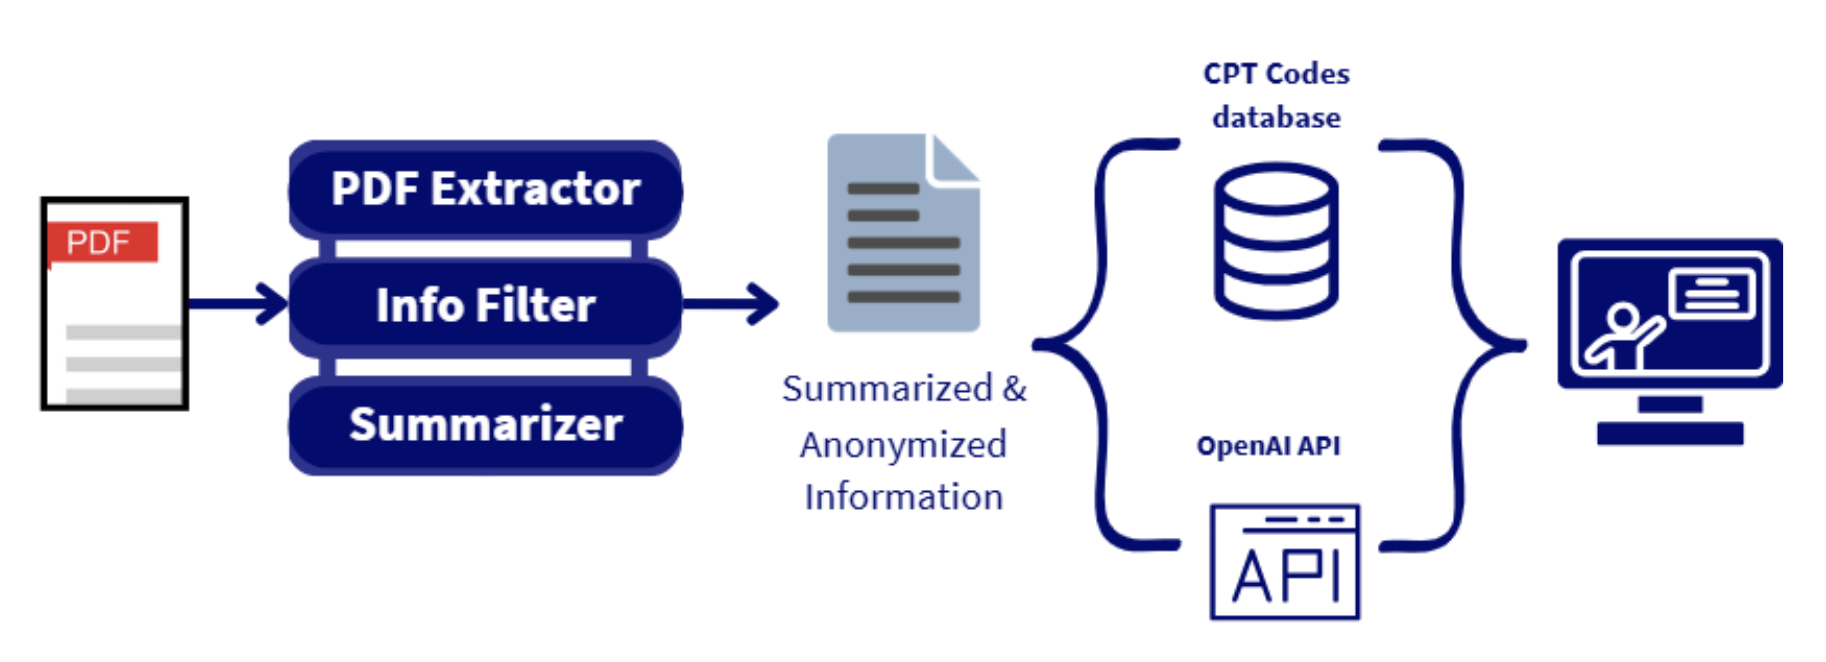 PDF
PDF Extractor
Info Filter
Summarizer
Summarized &
Anonymized
Information
CPT Codes
database
OpenAI API
API